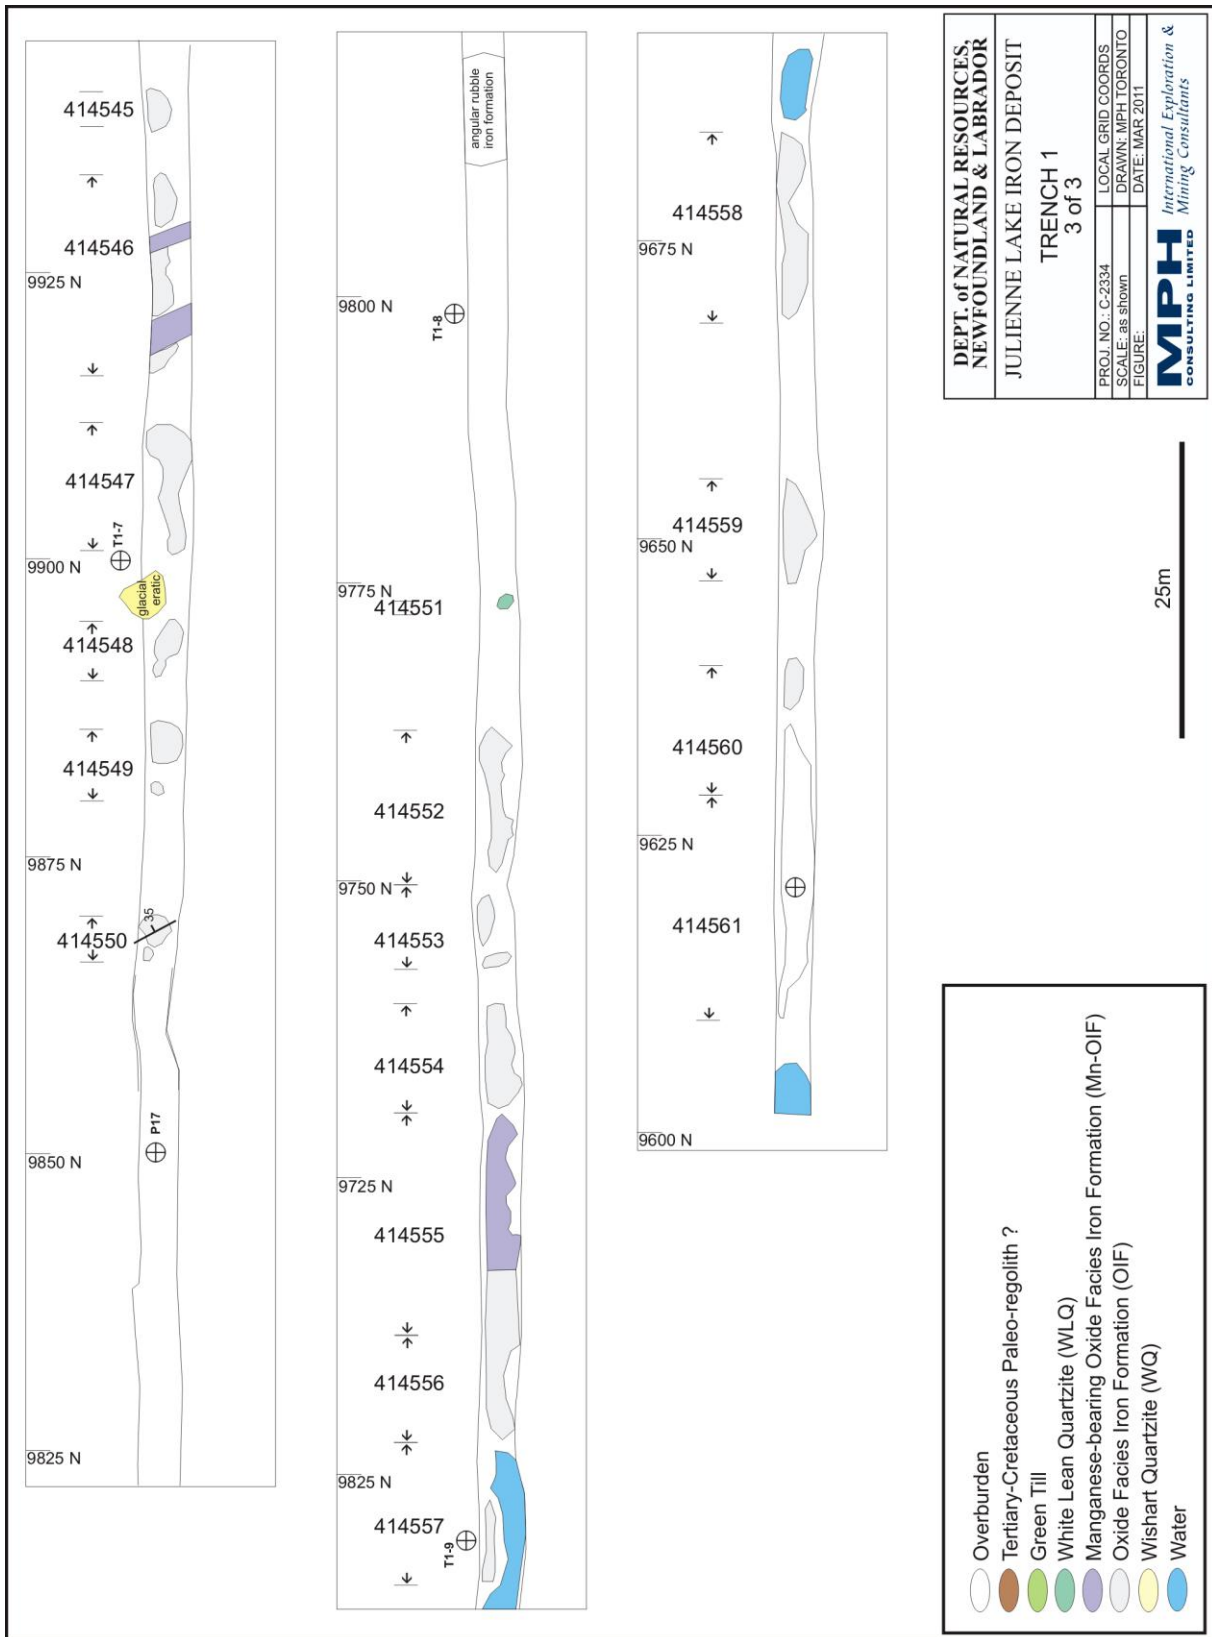 414545
414546
9925 N
414547
T1-7
9900 N
glacial
eratic
414548
414549
9875 N
35
414550
P17
9850 N
9825 N
angular rubble
iron formation
9800 N
T1-8
9775 N
414551
414552
9750 N
414553
414554
9725 N
414555
414556
9825 N
414557
T1-9
414558
9675 N
414559
9650 N
414560
9625 N
414561
9600 N
DEPT. of NATURAL RESOURCES,
NEWFOUNDLAND & LABRADOR
JULIENNE LAKE IRON DEPOSIT
TRENCH 1
3 of 3
PROJ. NO.: C-2334
LOCAL GRID COORDS
SCALE: as shown
DRAWN: MPH TORONTO
FIGURE:
DATE: MAR 2011
MPH
CONSULTING LIMITED
International Exploration &
Mining Consultants
25m
Overburden
Tertiary-Cretaceous Paleo-regolith ?
Green Till
White Lean Quartzite (WLQ)
Manganese-bearing Oxide Facies Iron Formation (Mn-OIF)
Oxide Facies Iron Formation (OIF)
Wishart Quartzite (WQ)
Water